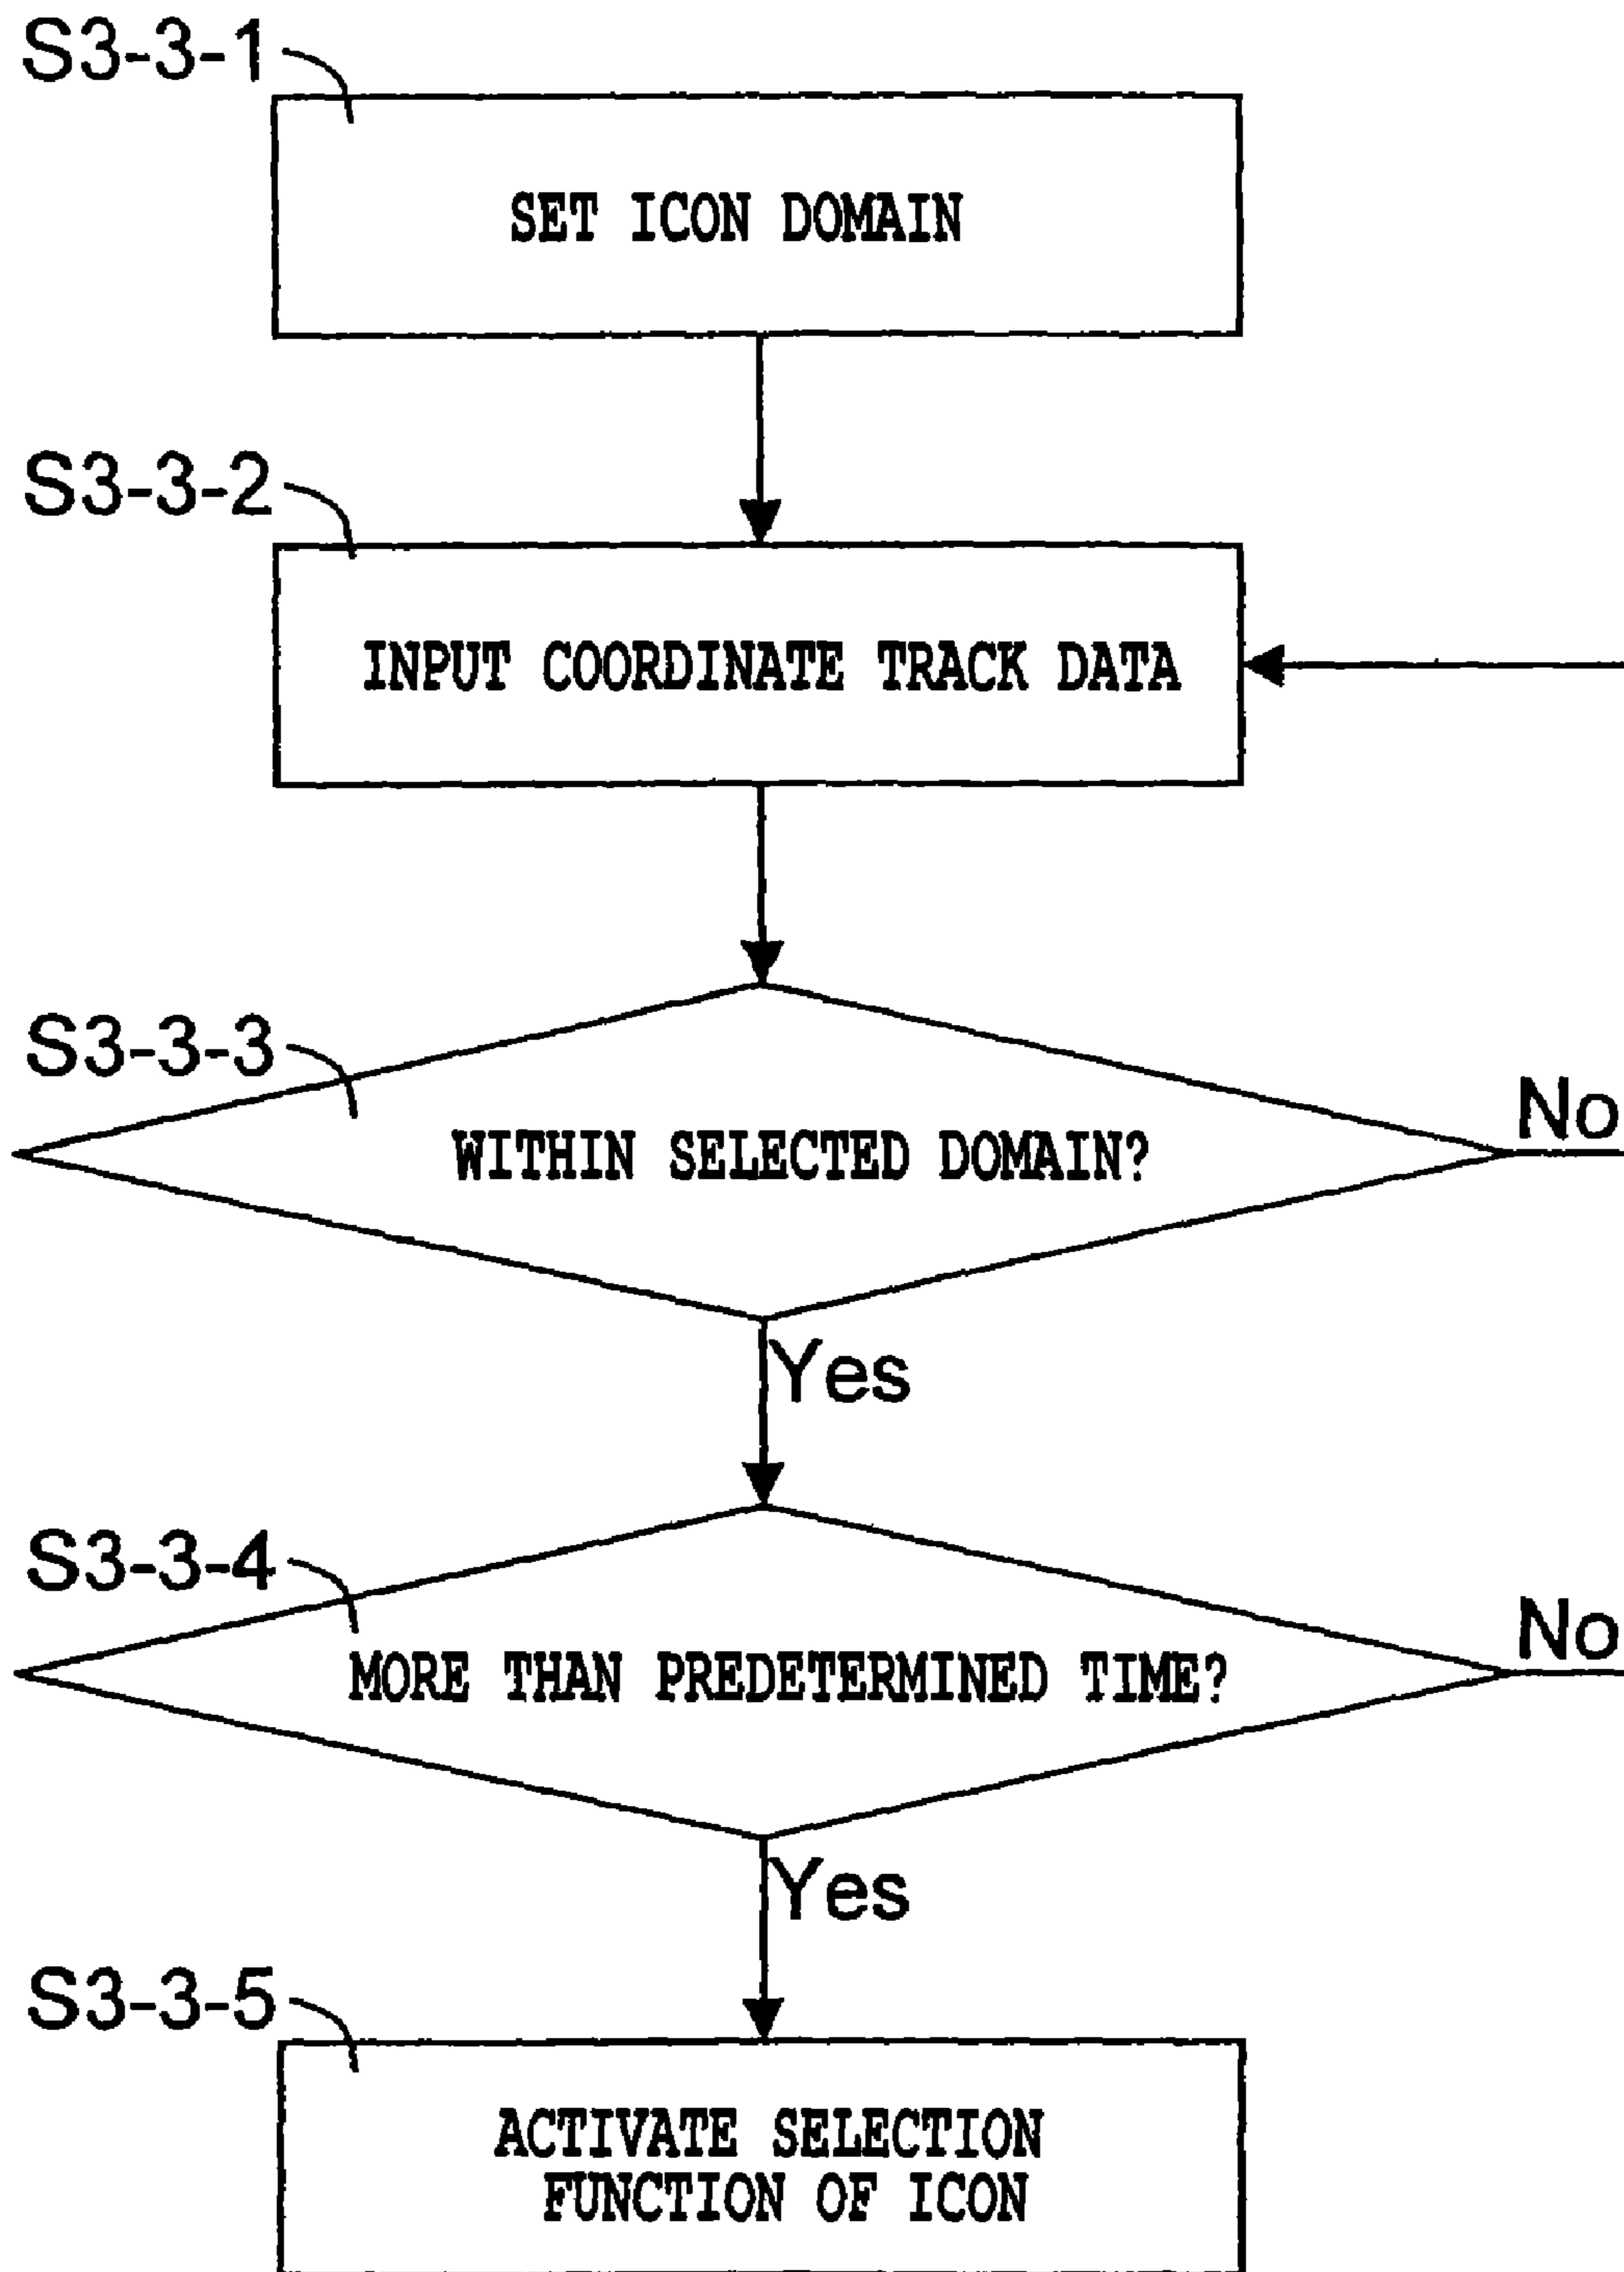 S3-3-1
SET ICON DOMAIN
S3-3-2
INPUT COORDINATE TRACK DATA
S3-3-3
WITHIN SELECTED DOMAIN?
No
Yes
S3-3-4
MORE THAN PREDETERMINED TIME?
No
Yes
S3-3-5
ACTIVATE SELECTION
FUNCTION OF ICON